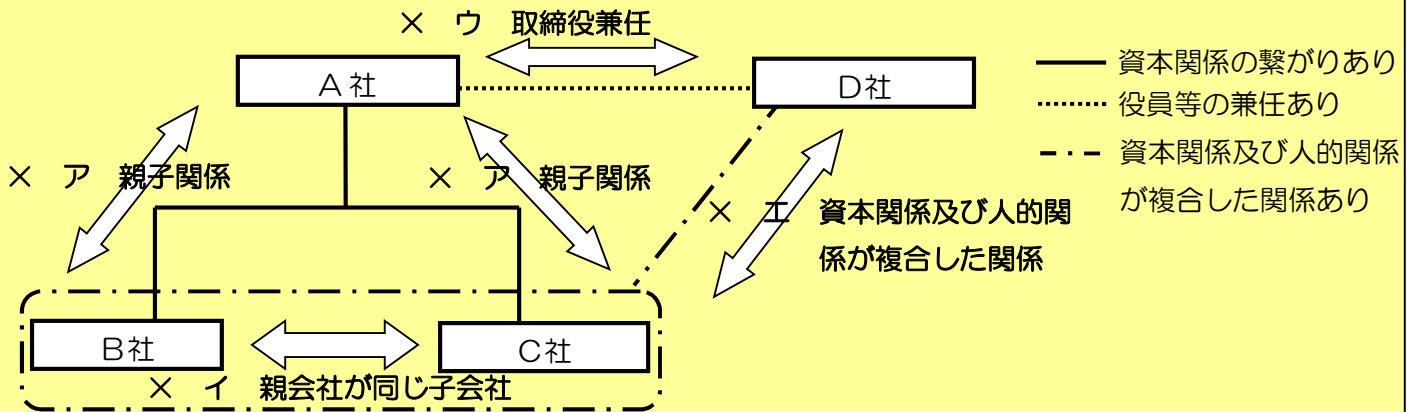 × ウ 取締役兼任
A社
D社
資本関係の繋がりあり
役員等の兼任あり
資本関係及び人的関係
が複合した関係あり
× ア 親子関係
× ア 親子関係
× エ 資本関係及び人的関
係が複合した関係
B社
C社
× イ 親会社が同じ子会社